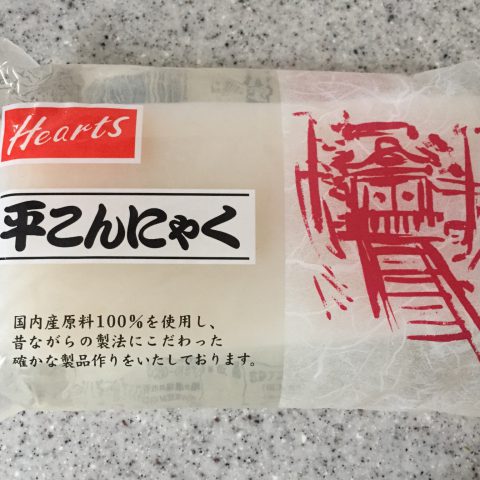 Hearts
平こんにゃく
国内産原料100%を使用し、
昔ながらの製法にこだわった
確かな製品作りをいたしております。